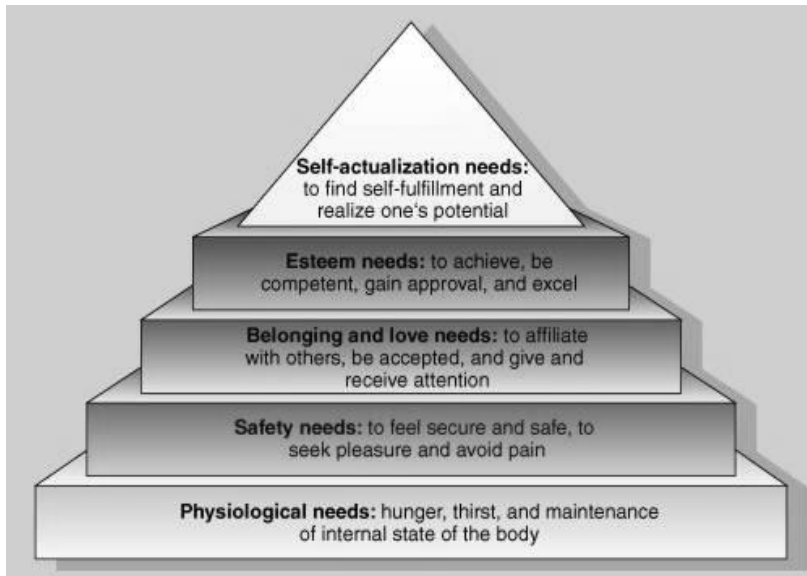 Self-actualization needs:
to find self-fulfillment and
realize one's potential
Esteem needs: to achieve, be
competent, gain approval, and excel
Belonging and love needs: to affiliate
with others, be accepted, and give and
receive attention
Safety needs: to feel secure and safe, to
seek pleasure and avoid pain
Physiological needs: hunger, thirst, and maintenance
of internal state of the body